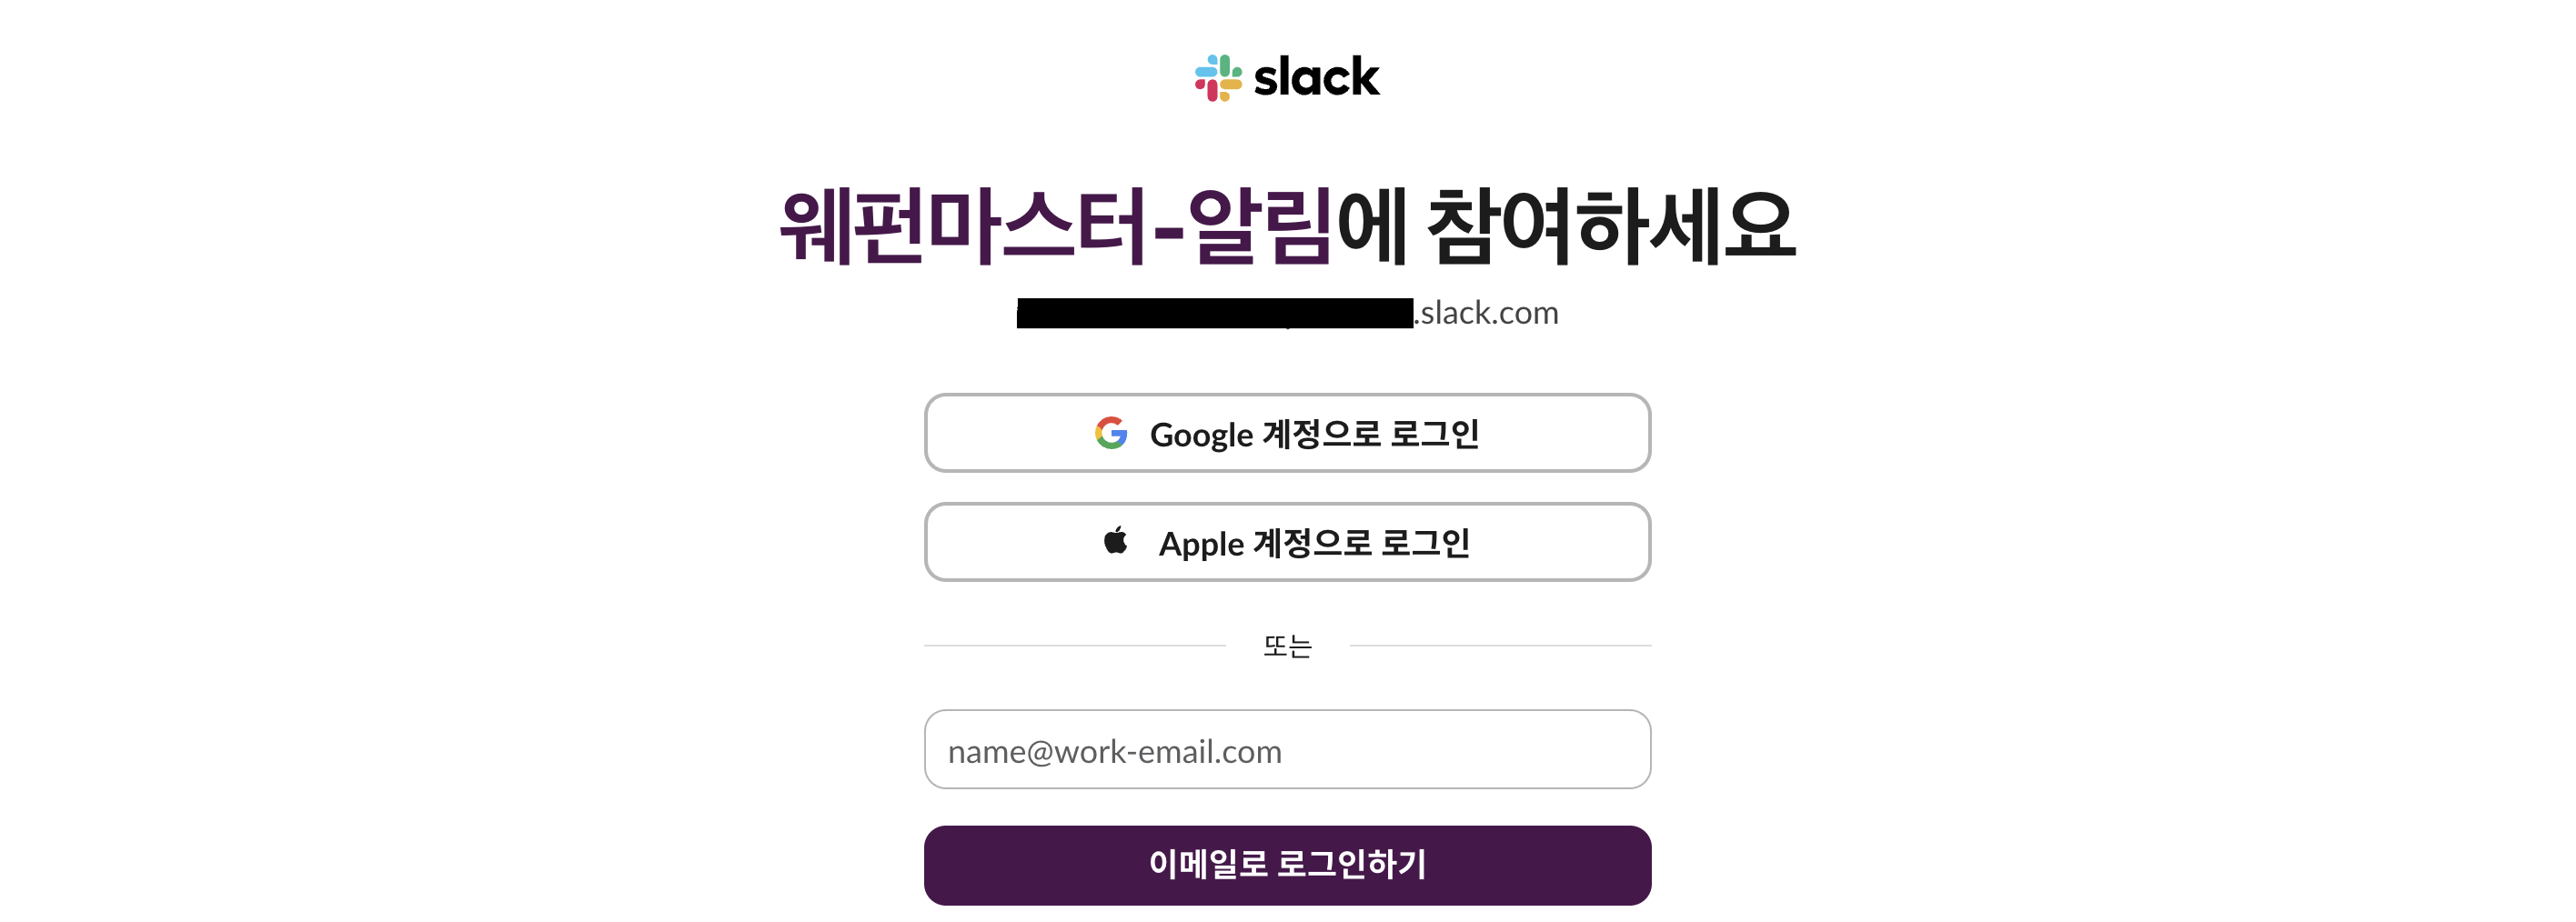 slack
웨펀마스터-알림에 참여하세요
.slack.com
Google 계정으로 로그인
Apple 계정으로 로그인
또는
name@work-email.com
이메일로 로그인하기